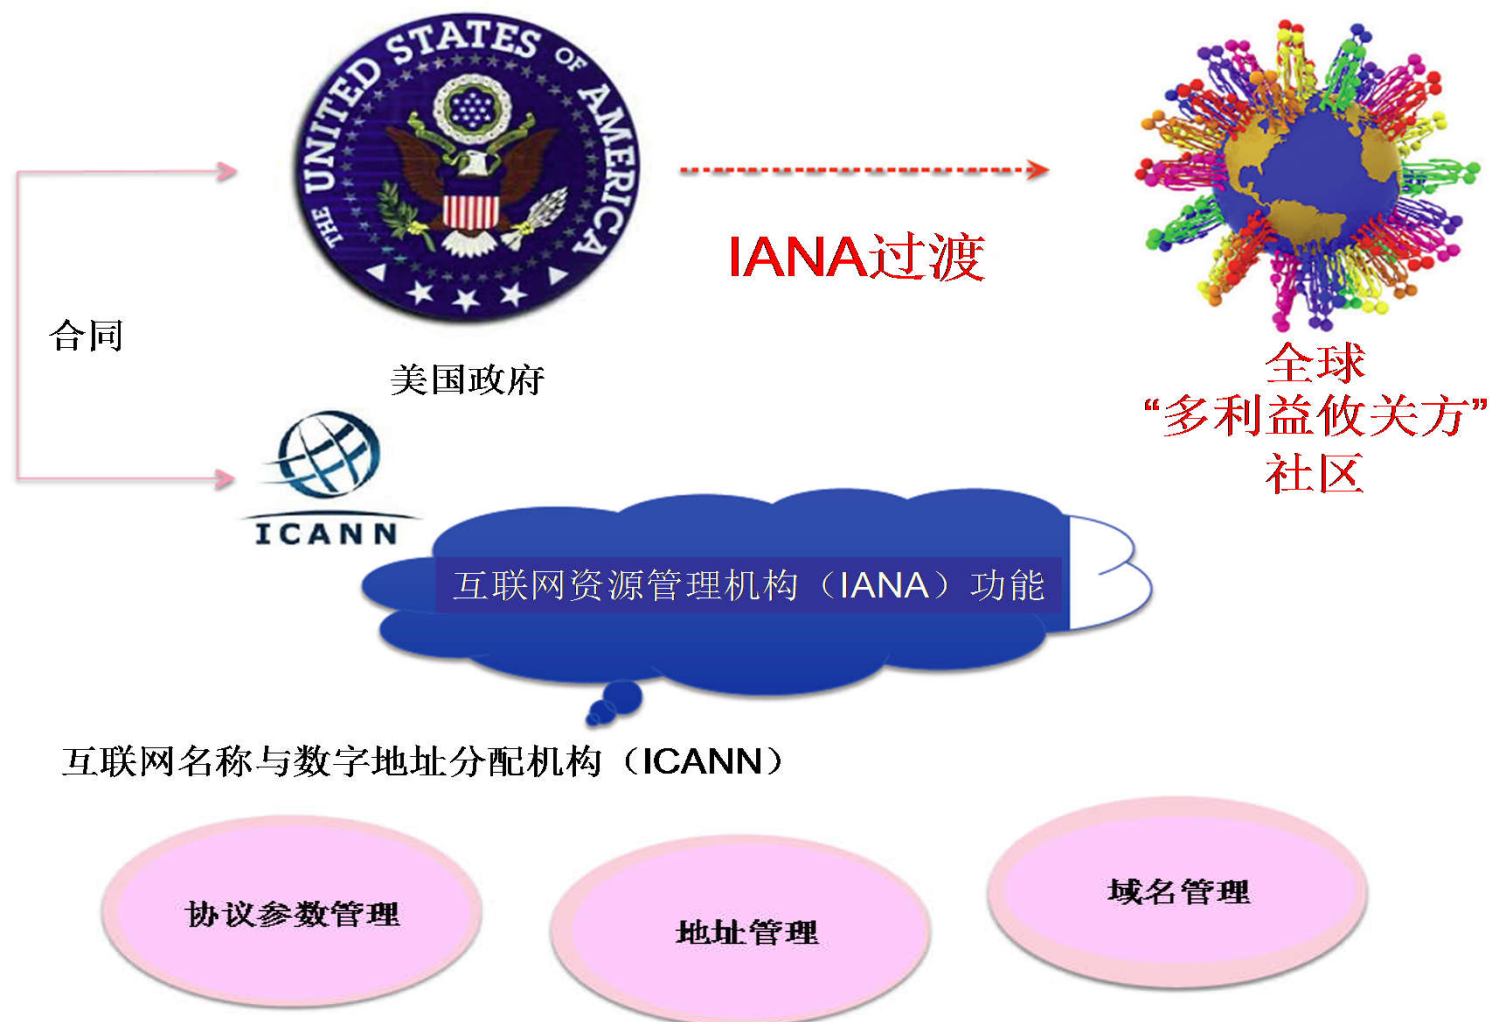 THE UNITED STATES OF AMERICA
IANA过渡
合同
美国政府
全球
“多利益攸关方”
社区
ICANN
互联网资源管理机构（IANA）功能
互联网名称与数字地址分配机构（ICANN）
协议参数管理
地址管理
域名管理